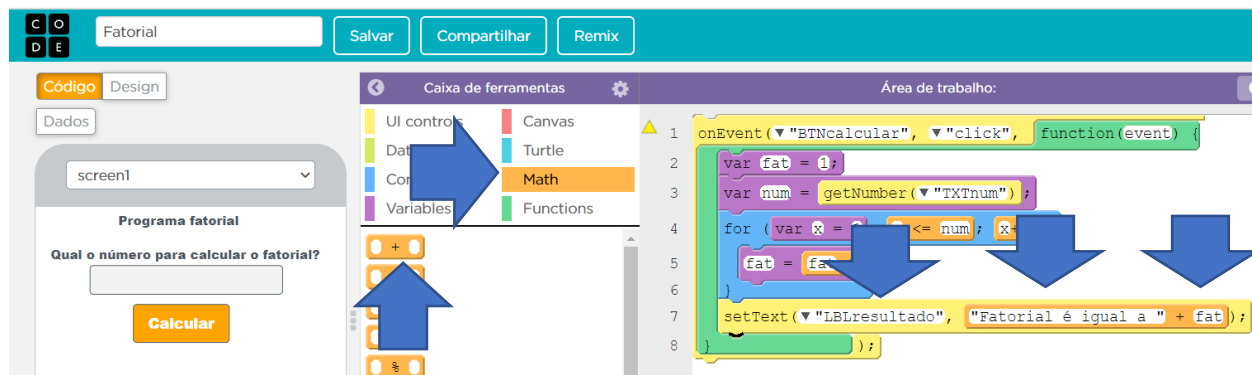 C O
D E
Fatorial
Salvar
Compartilhar
Remix
Código
Design
Dados
screen1
Programa fatorial
Qual o número para calcular o fatorial?
Calcular
Caixa de ferramentas
UI controls
Canvas
Turtle
Math
Variables
Functions
+
%
Área de trabalho:
1 onEvent(▼"BTNcalcular", ▼"click", function(event) {
2 var fat = 1;
3 var num = getNumber(▼"TXTnum");
4 for (var x = <= num;
5 fat =
6 }
7 setText(▼"LBLresultado", "Fatorial é igual a " + fat);
8 } );